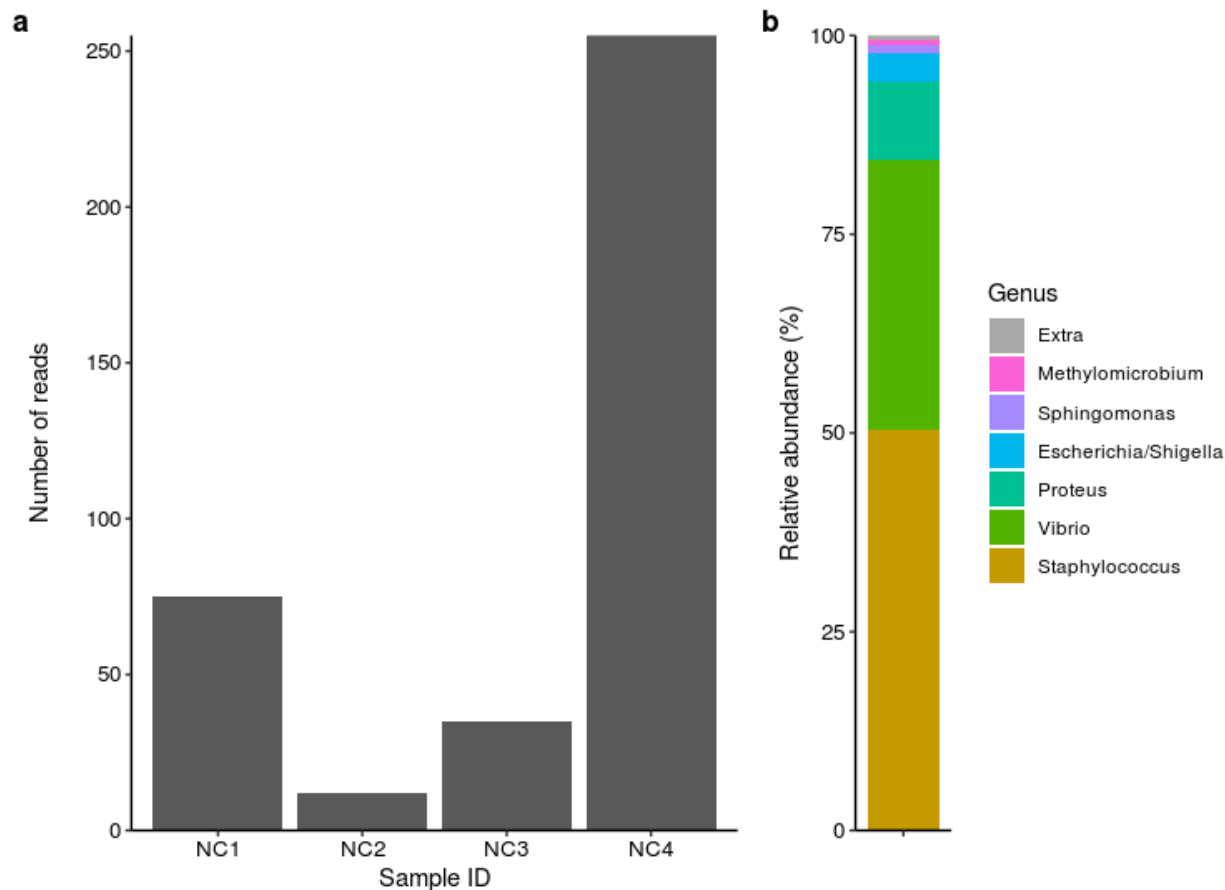 a
Number of reads
250
200
150
100
50
0
NC1 NC2 NC3 NC4
Sample ID
b
Relative abundance (%)
100
75
50
25
0
Genus
Extra
Methylomicrobium
Sphingomonas
Escherichia/Shigella
Proteus
Vibrio
Staphylococcus